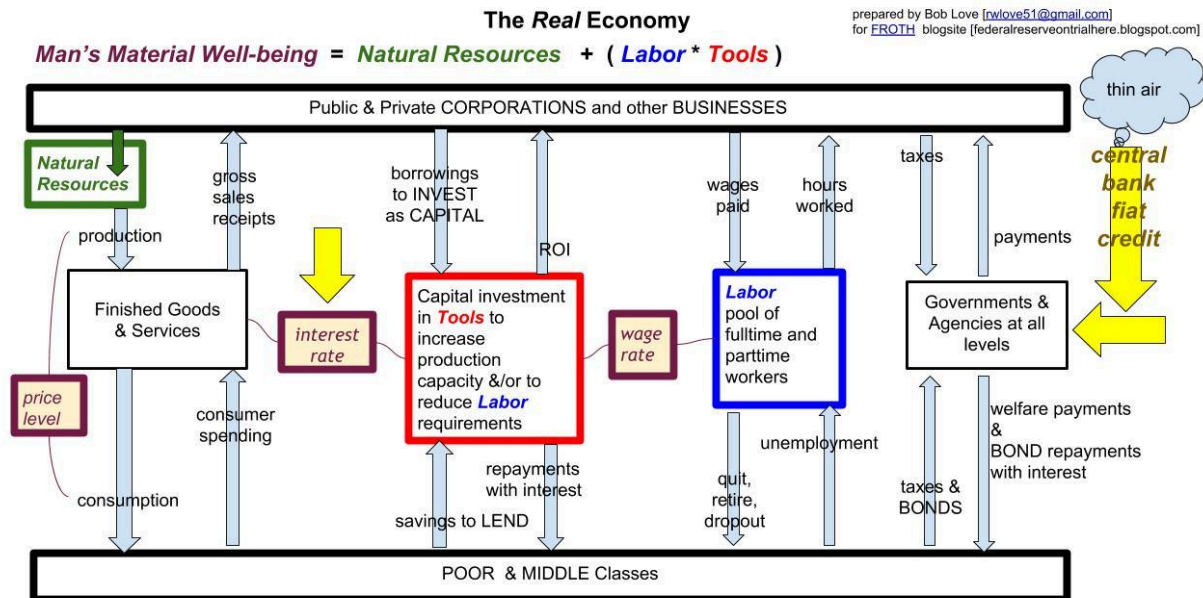 The Real Economy
prepared by Bob Love [rwlove51@gmail.com]
for FROTH blogsite [federalreserveontrialhere.blogspot.com]
Man's Material Well-being = Natural Resources + ( Labor * Tools )
thin air
Public & Private CORPORATIONS and other BUSINESSES
Natural
Resources
gross
sales
receipts
borrowings
to INVEST
as CAPITAL
ROI
wages
paid
hours
worked
taxes
payments
central
bank
fiat
credit
production
Finished Goods
& Services
interest
rate
Capital investment
in Tools to
increase
production
capacity &/or to
reduce Labor
requirements
wage
rate
Labor
pool of
fulltime and
parttime
workers
Governments &
Agencies at all
levels
price
level
consumption
consumer
spending
savings to LEND
repayments
with interest
quit,
retire,
dropout
unemployment
taxes &
BONDS
welfare payments
&
BOND repayments
with interest
POOR & MIDDLE Classes